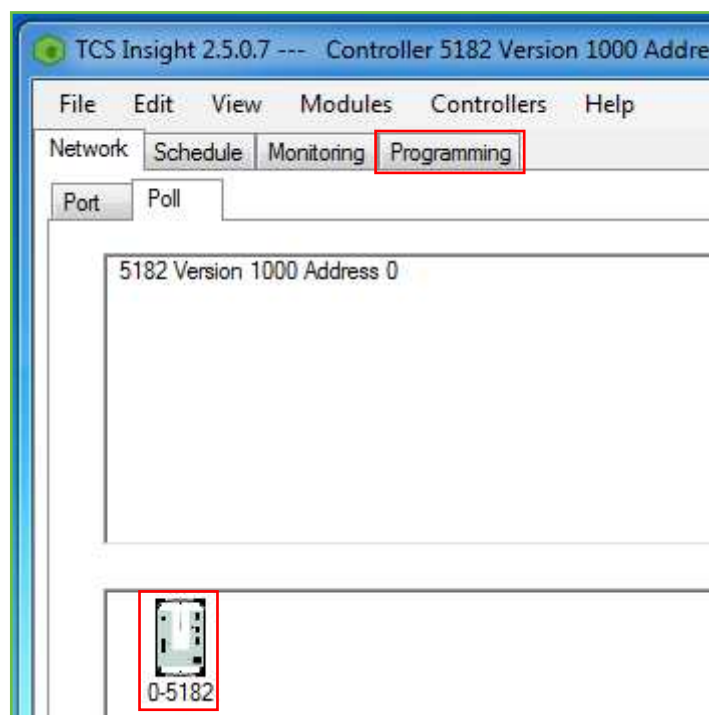 TCS Insight 2.5.0.7 --- Controller 5182 Version 1000 Addre
File Edit View Modules Controllers Help
Network Schedule Monitoring Programming
Port Poll
5182 Version 1000 Address 0
0-5182